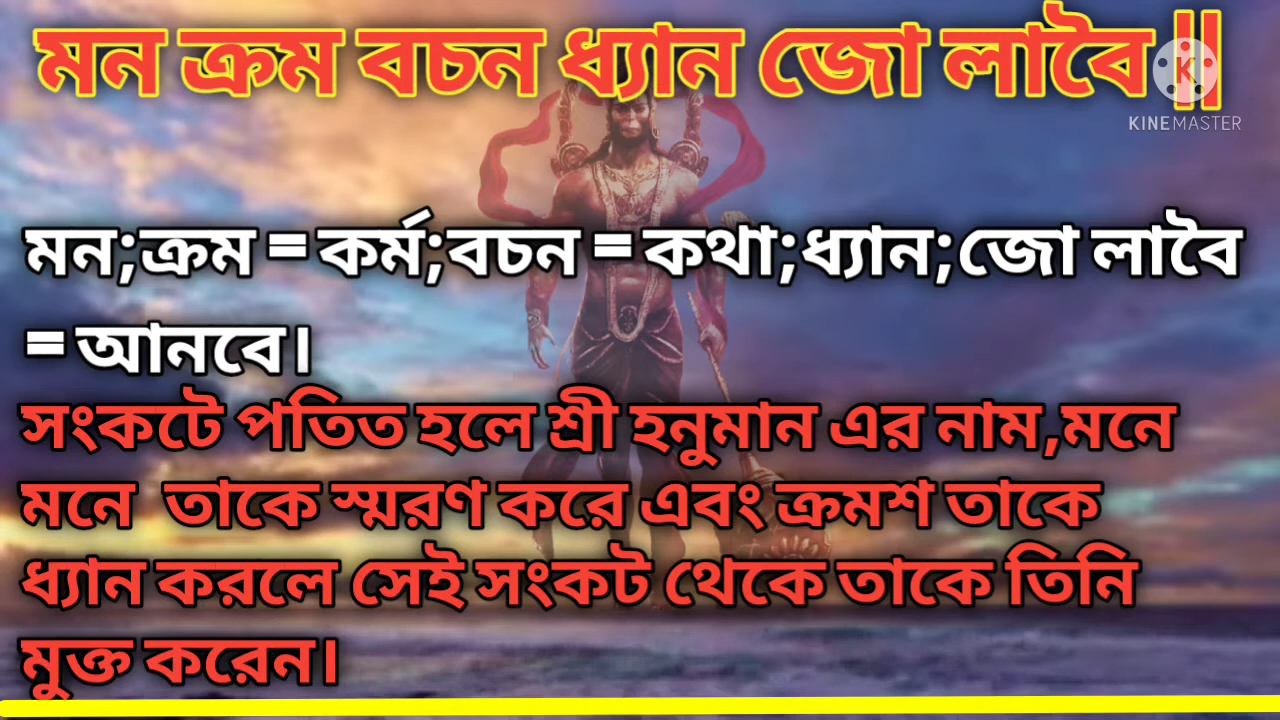 মন ক্রম বচন ধ্যান জো লাবৈ ||
KINEMASTER
মন;ক্রম = কর্ম;বচন = কথা;ধ্যান;জো লাবৈ
= আনবে।
সংকটে পতিত হলে শ্রী হনুমান এর নাম,মনে
মনে তাকে স্মরণ করে এবং ক্রমশ তাকে
ধ্যান করলে সেই সংকট থেকে তাকে তিনি
মুক্ত করেন।